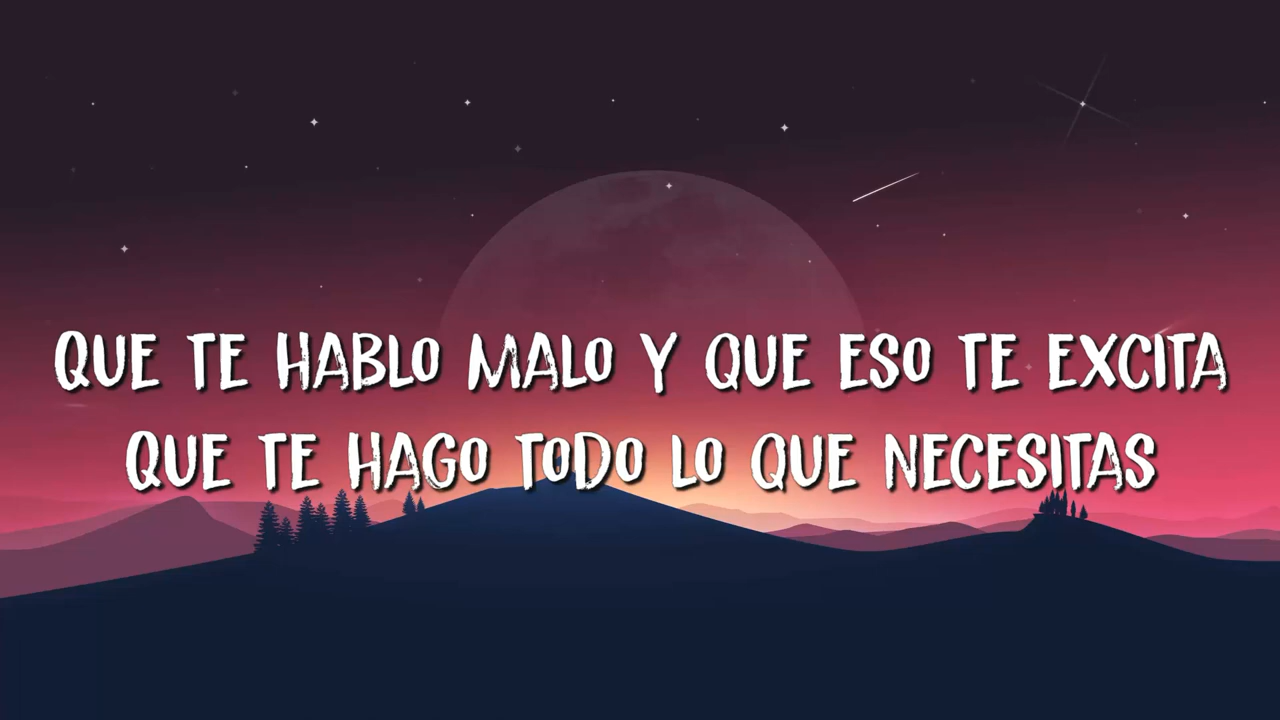 QUE TE HABLO MALO Y QUE ESO TE EXCITA
QUE TE HAGO TODO LO QUE NECESITAS